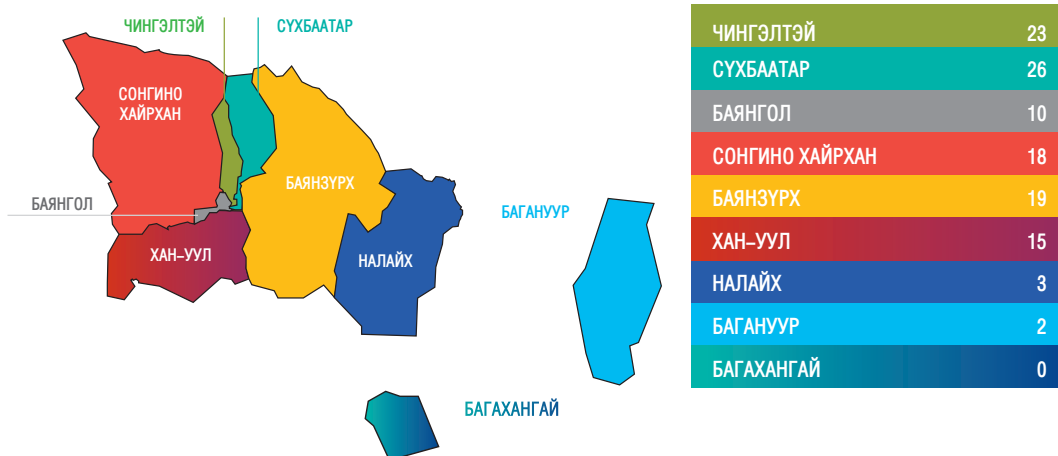 ЧИНГЭЛТЭЙ
СҮХБААТАР
СОНГИНО
ХАЙРХАН
БАЯНЗҮРХ
БАЯНГОЛ
ХАН–УУЛ
НАЛАЙХ
БАГАНУУР
БАГАХАНГАЙ
ЧИНГЭЛТЭЙ 23
СҮХБААТАР 26
БАЯНГОЛ 10
СОНГИНО ХАЙРХАН 18
БАЯНЗҮРХ 19
ХАН–УУЛ 15
НАЛАЙХ 3
БАГАНУУР 2
БАГАХАНГАЙ 0